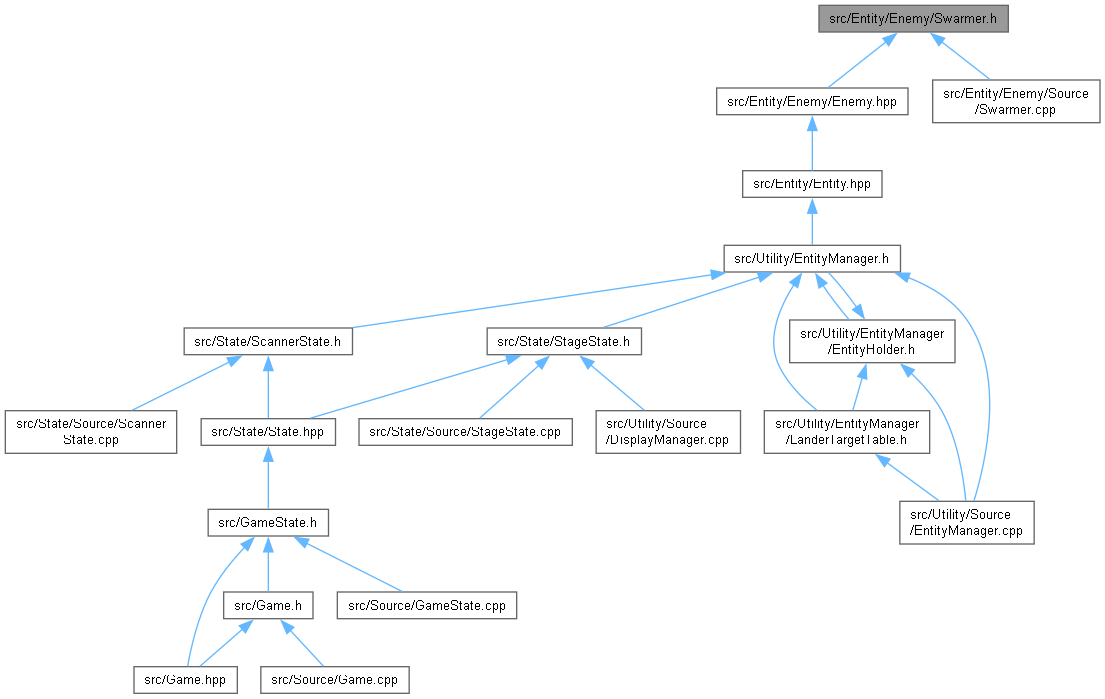 src/Entity/Enemy/Swarmer.h
src/Entity/Enemy/Enemy.hpp
src/Entity/Enemy/Source
/Swarmer.cpp
src/Entity/Entity.hpp
src/Utility/EntityManager.h
src/State/ScannerState.h
src/State/StageState.h
src/Utility/EntityManager
/EntityHolder.h
src/State/Source/Scanner
State.cpp
src/State/State.hpp
src/State/Source/StageState.cpp
src/Utility/Source
/DisplayManager.cpp
src/Utility/EntityManager
/LanderTargetTable.h
src/GameState.h
src/Utility/Source
/EntityManager.cpp
src/Game.h
src/Source/GameState.cpp
src/Game.hpp
src/Source/Game.cpp